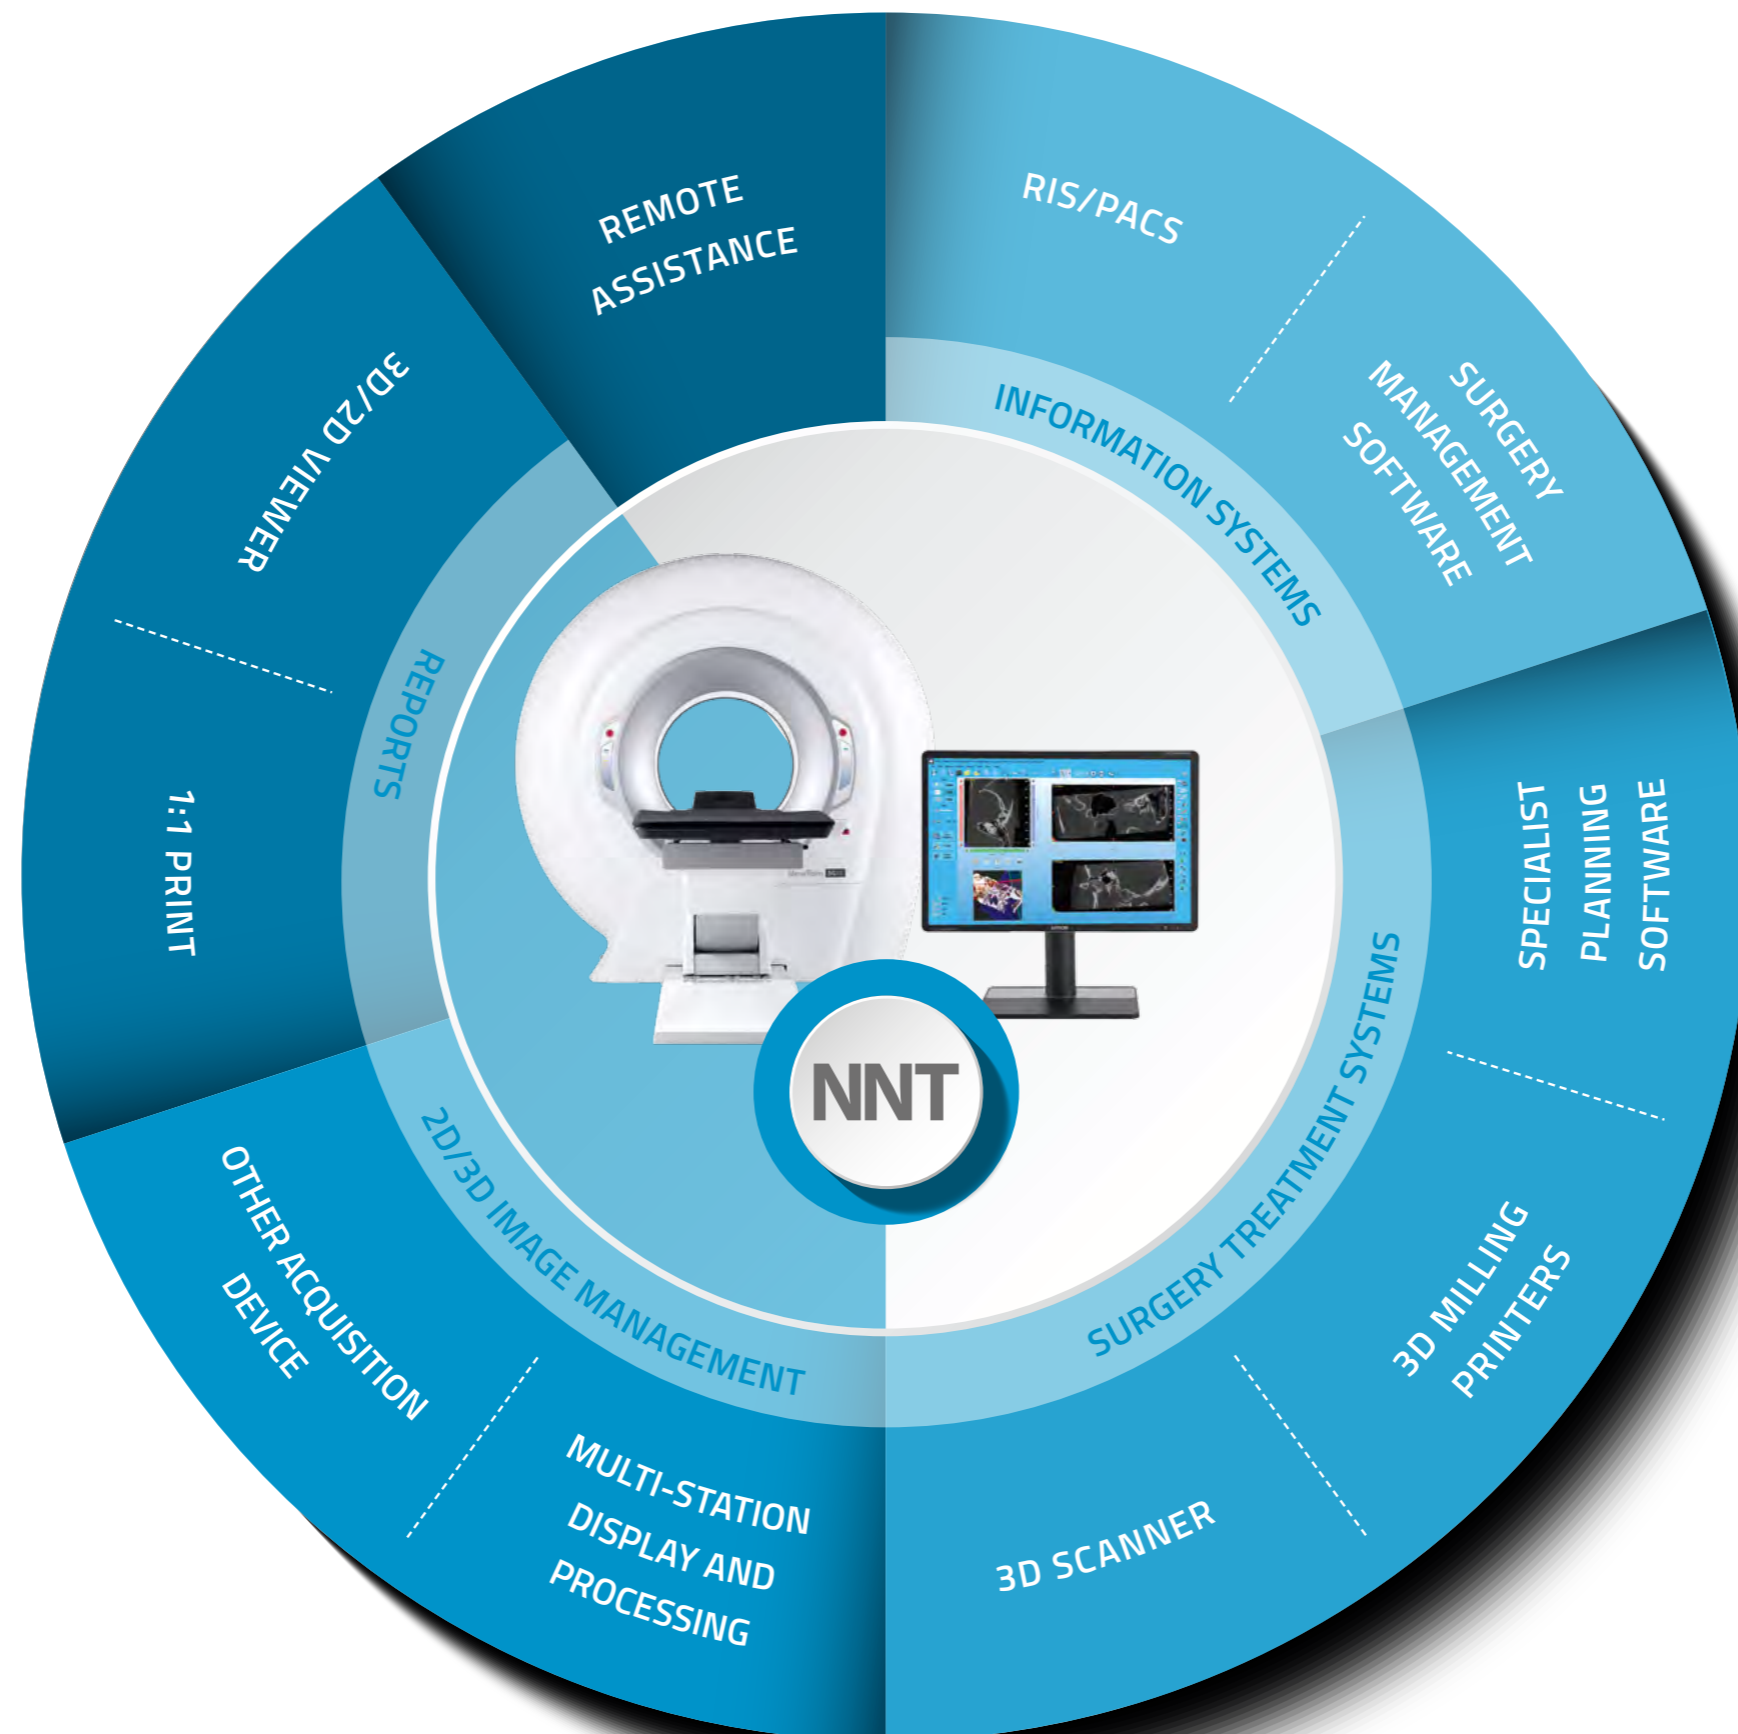 REMOTE
ASSISTANCE
RIS/PACS
SURGERY
MANAGEMENT
SOFTWARE
INFORMATION SYSTEMS
SPECIALIST
PLANNING
SOFTWARE
3D MILLING
PRINTERS
3D SCANNER
SURGERY TREATMENT SYSTEMS
MULTI-STATION
DISPLAY AND
PROCESSING
OTHER ACQUISITION
DEVICE
2D/3D IMAGE MANAGEMENT
1:1 PRINT
3D/2D VIEWER
REPORTS
NNT